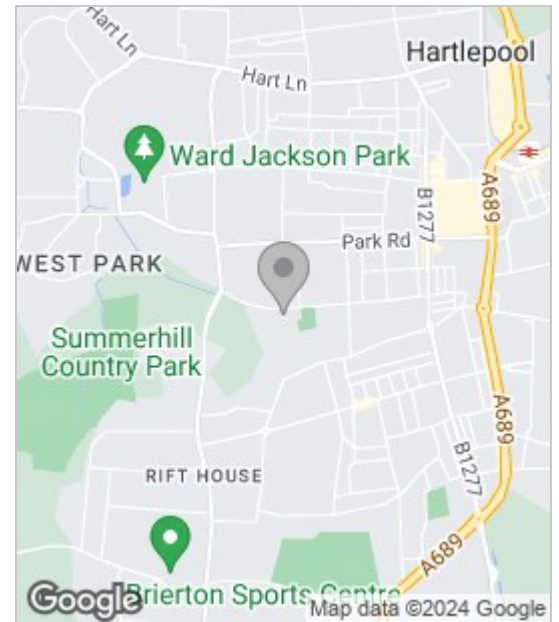 Hart Ln
Hartlepool
Hart Ln
Ward Jackson Park
B1277
A689
Park Rd
WEST PARK
Summerhill
Country Park
A689
B1277
RIFT HOUSE
A689
Brierton Sports Centre
Google
Map data ©2024 Google